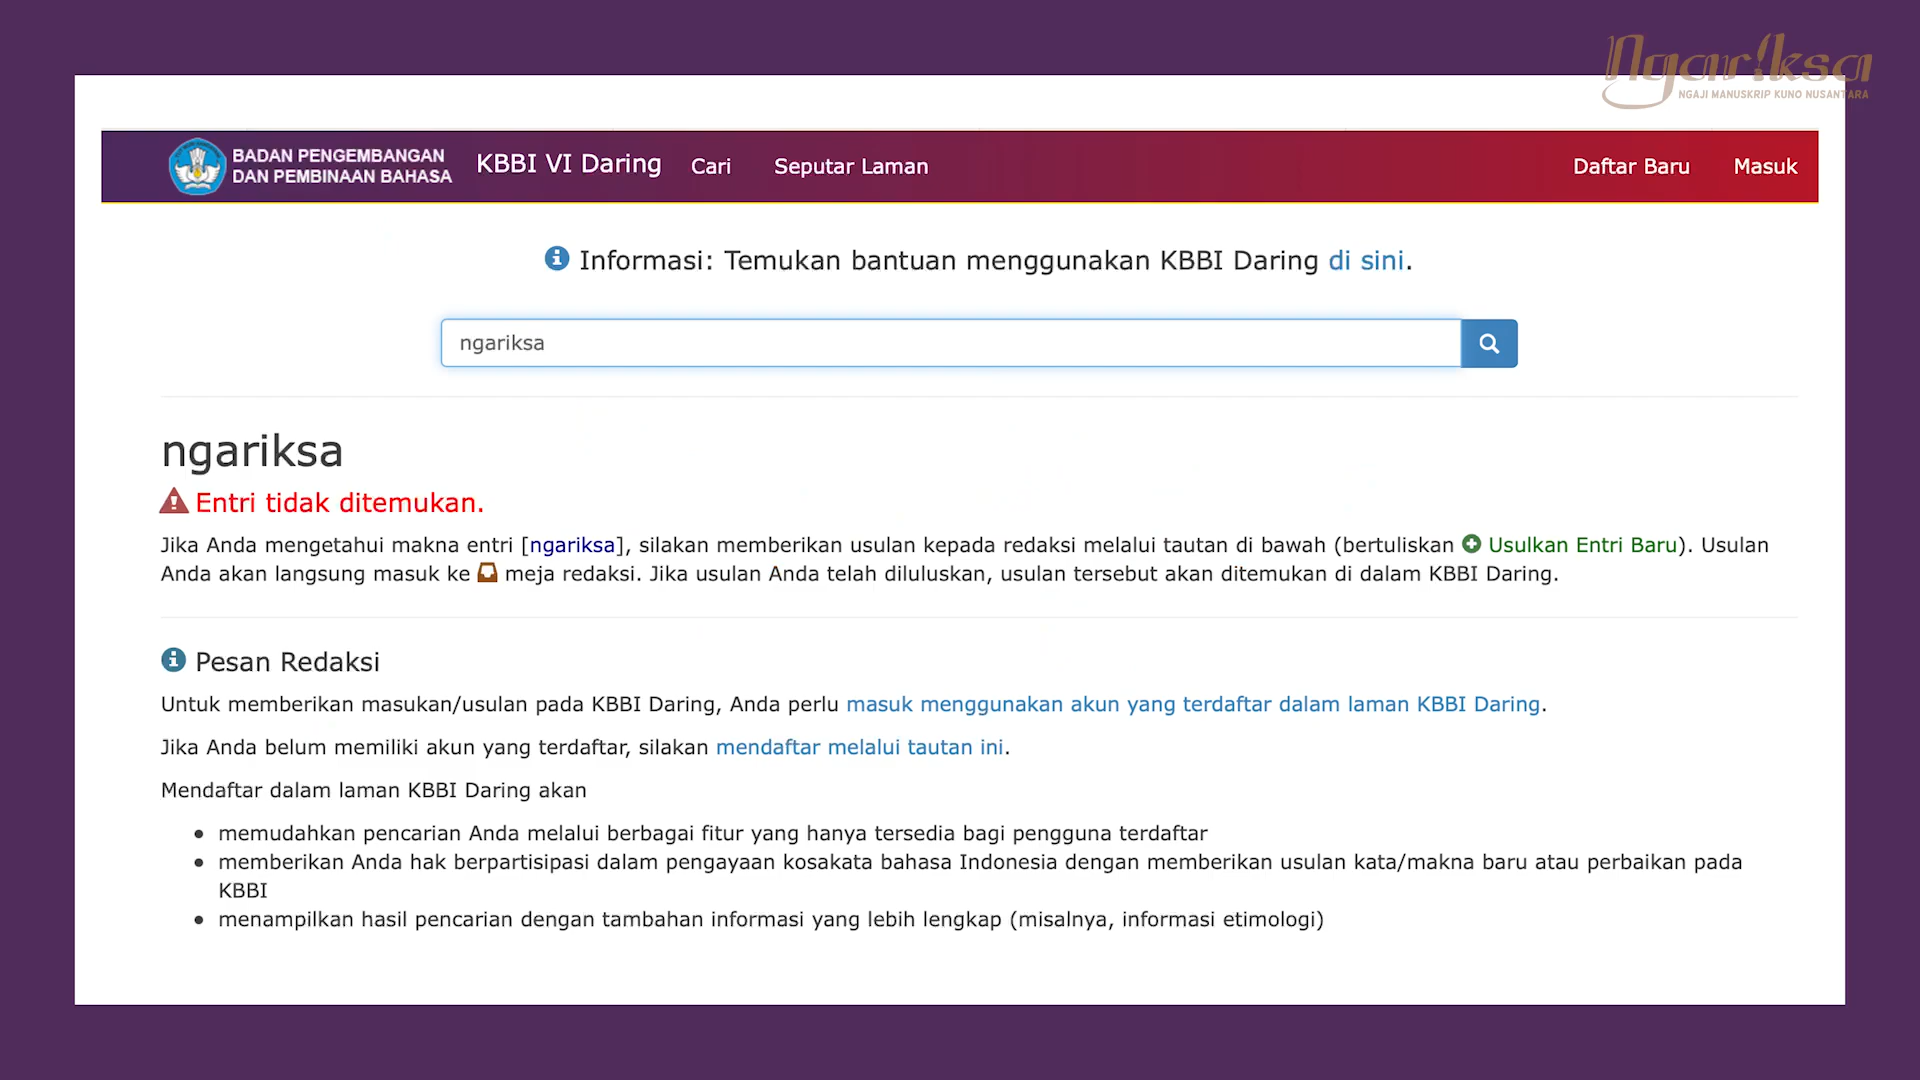 Ngariksa
NGAJI MANUSKRIP KUNO NUSANTARA
BADAN PENGEMBANGAN
DAN PEMBINAAN BAHASA
KBBI VI Daring
Cari
Seputar Laman
Daftar Baru
Masuk
Informasi: Temukan bantuan menggunakan KBBI Daring di sini.
ngariksa
ngariksa
Entri tidak ditemukan.
Jika Anda mengetahui makna entri [ngariksa], silakan memberikan usulan kepada redaksi melalui tautan di bawah (bertuliskan Usulkan Entri Baru). Usulan
Anda akan langsung masuk ke meja redaksi. Jika usulan Anda telah diluluskan, usulan tersebut akan ditemukan di dalam KBBI Daring.
Pesan Redaksi
Untuk memberikan masukan/usulan pada KBBI Daring, Anda perlu masuk menggunakan akun yang terdaftar dalam laman KBBI Daring.
Jika Anda belum memiliki akun yang terdaftar, silakan mendaftar melalui tautan ini.
Mendaftar dalam laman KBBI Daring akan
• memudahkan pencarian Anda melalui berbagai fitur yang hanya tersedia bagi pengguna terdaftar
• memberikan Anda hak berpartisipasi dalam pengayaan kosakata bahasa Indonesia dengan memberikan usulan kata/makna baru atau perbaikan pada
KBBI
• menampilkan hasil pencarian dengan tambahan informasi yang lebih lengkap (misalnya, informasi etimologi)